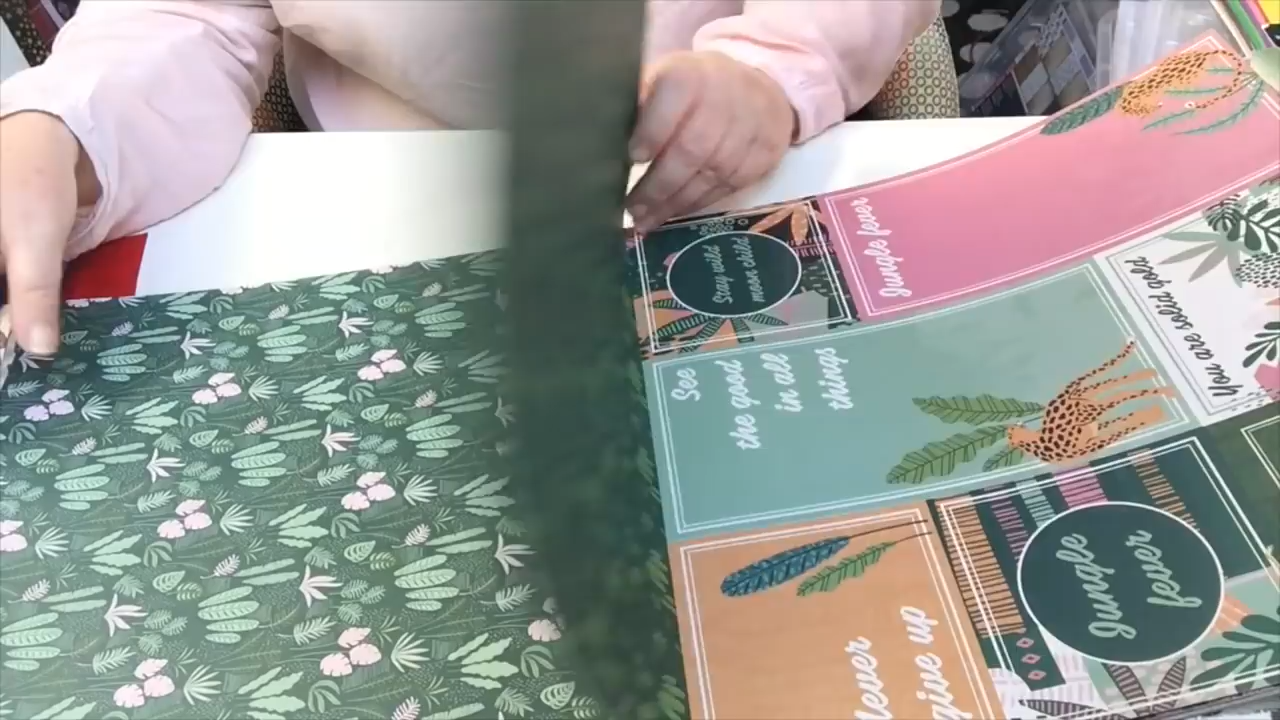 Stay wild
moon child
Jungle fever
See
the good
in all
things
You are solid gold
Never
give up
Jungle
fever